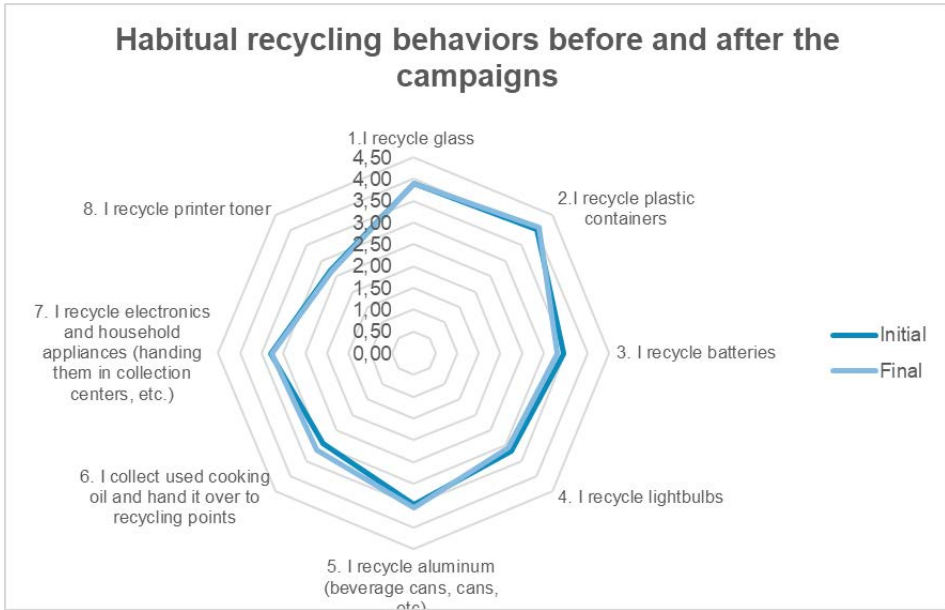 Habitual recycling behaviors before and after the
campaigns
1.I recycle glass
4,50
4,00
3,50
3,00
2,50
2,00
1,50
1,00
0,50
0,00
2.I recycle plastic
containers
3. I recycle batteries
4. I recycle lightbulbs
5. I recycle aluminum
(beverage cans, cans,
etc)
6. I collect used cooking
oil and hand it over to
recycling points
7. I recycle electronics
and household
appliances (handing
them in collection
centers, etc.)
8. I recycle printer toner
Initial
Final